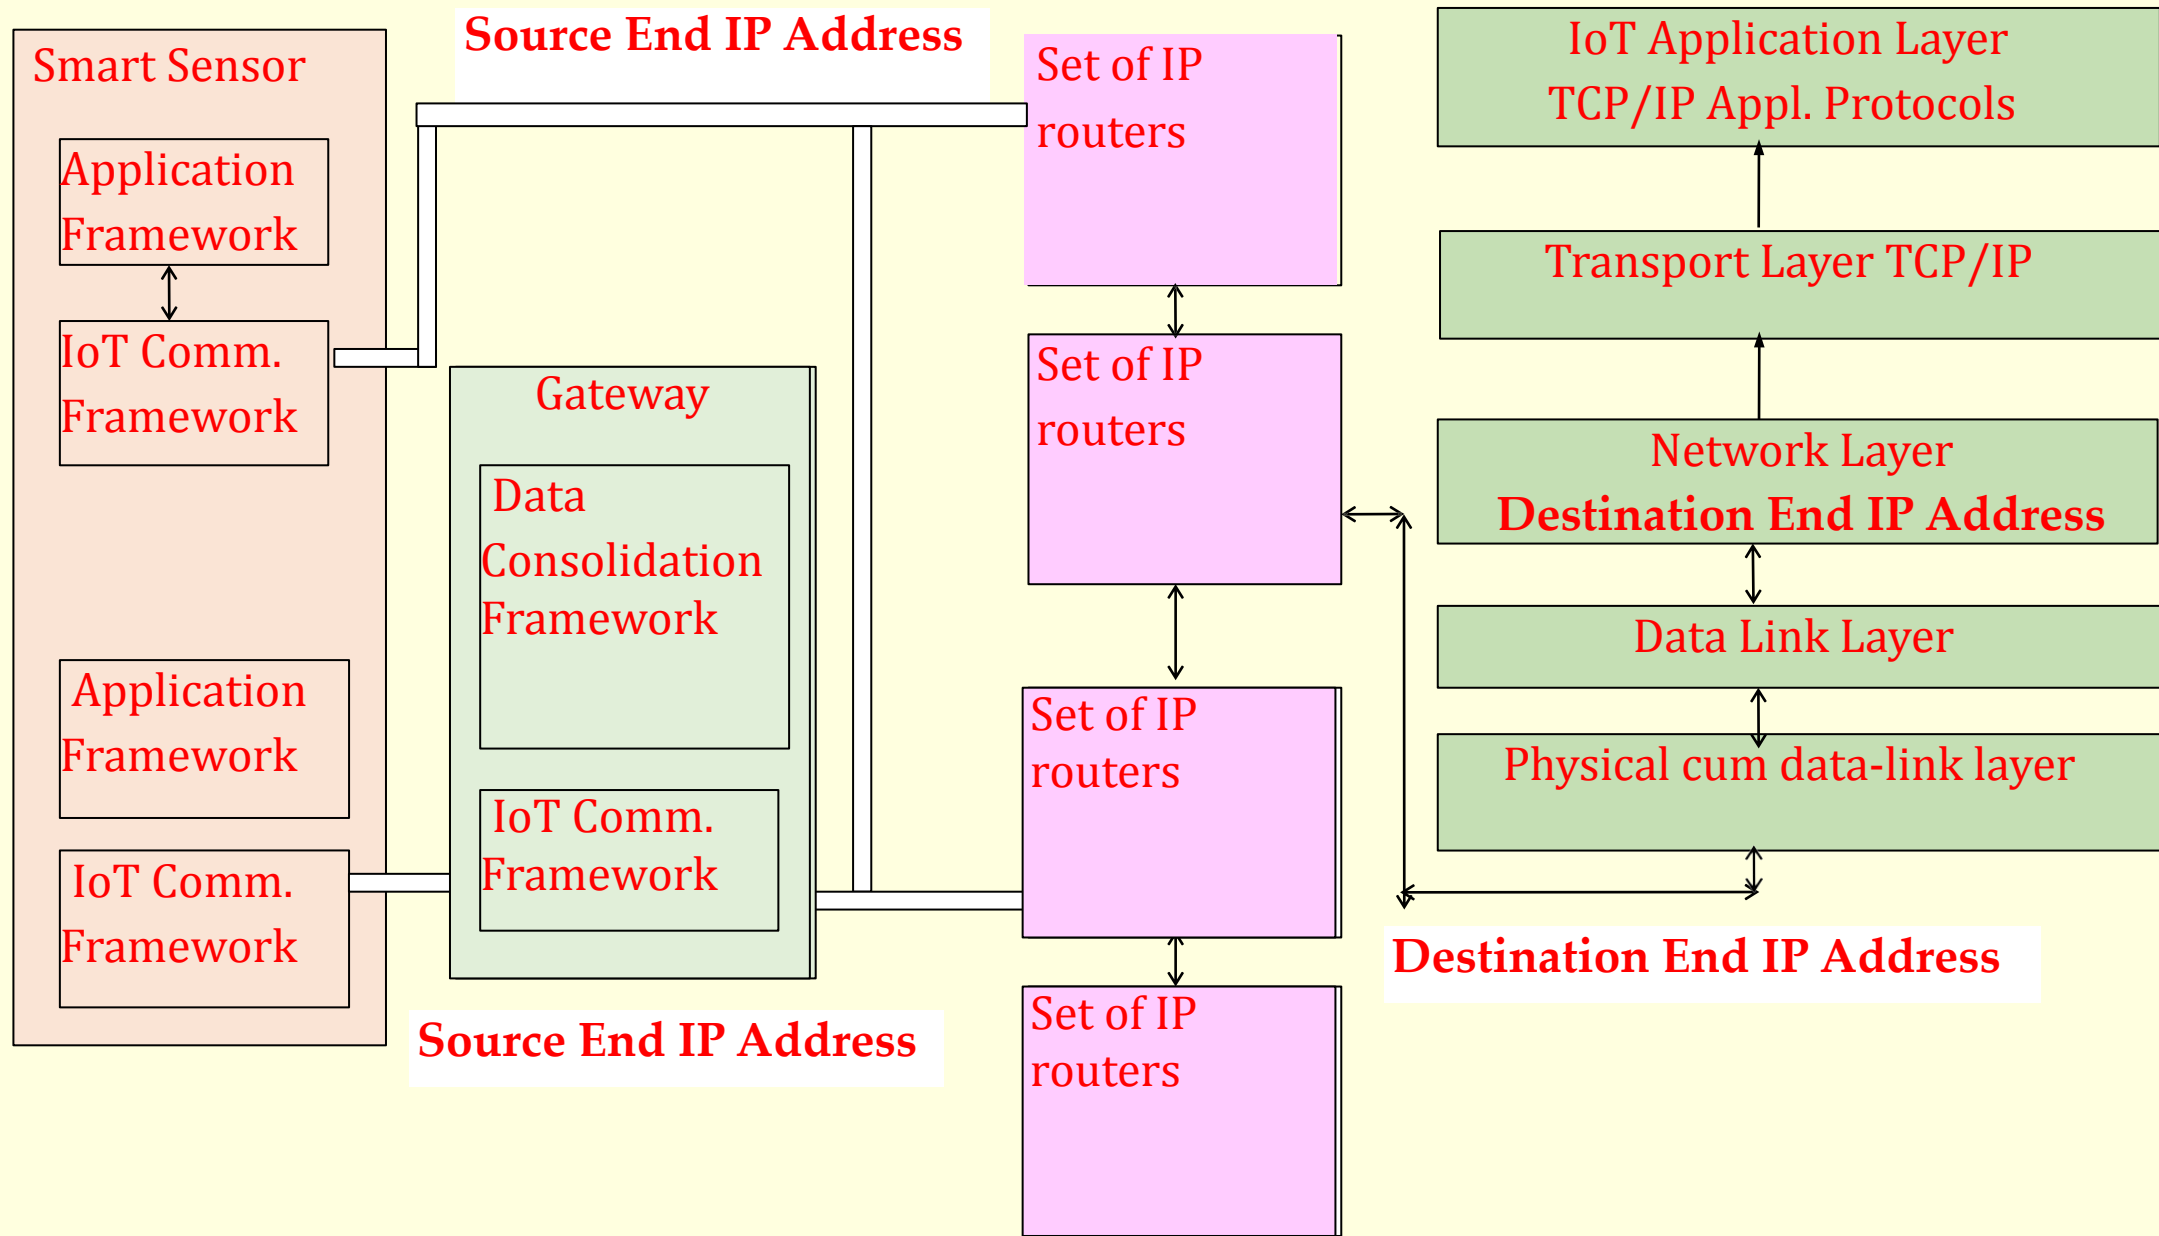 Source End IP Address
Smart Sensor
Application
Framework
IoT Comm.
Framework
Application
Framework
IoT Comm.
Framework
Gateway
Data
Consolidation
Framework
IoT Comm.
Framework
Source End IP Address
Set of IP
routers
Set of IP
routers
Set of IP
routers
Set of IP
routers
IoT Application Layer
TCP/IP Appl. Protocols
Transport Layer TCP/IP
Network Layer
Destination End IP Address
Data Link Layer
Physical cum data-link layer
Destination End IP Address